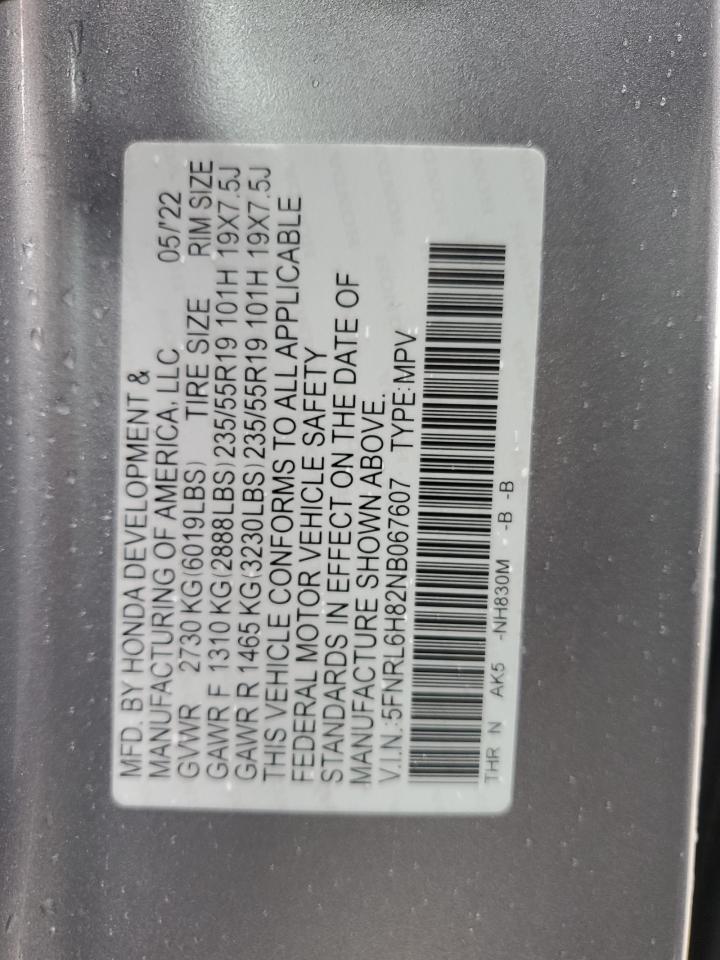 MFD. BY HONDA DEVELOPMENT &
MANUFACTURING OF AMERICA, LLC 05/'22
GVWR 2730 KG(6019LBS) TIRE SIZE RIM SIZE
GAWR F 1310 KG(2888LBS)235/55R19 101H 19X7.5J
GAWR R 1465 KG(3230LBS)235/55R19 101H 19X7.5J
THIS VEHICLE CONFORMS TO ALL APPLICABLE
FEDERAL MOTOR VEHICLE SAFETY
STANDARDS IN EFFECT ON THE DATE OF
MANUFACTURE SHOWN ABOVE.
V.I.N.:5FNRL6H82NB067607 TYPE:MPV
THR N AK5 -NH830M -B -B